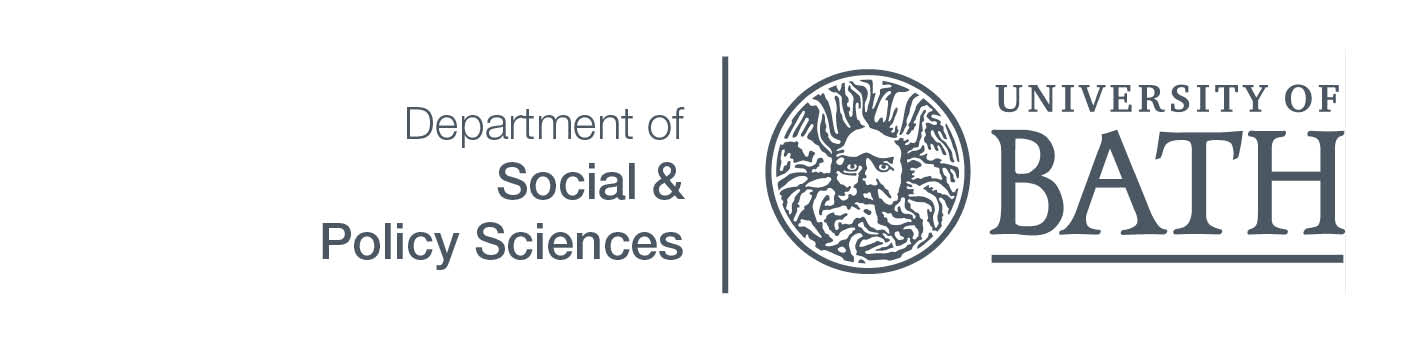 Department of
Social &
Policy Sciences
UNIVERSITY OF
BATH